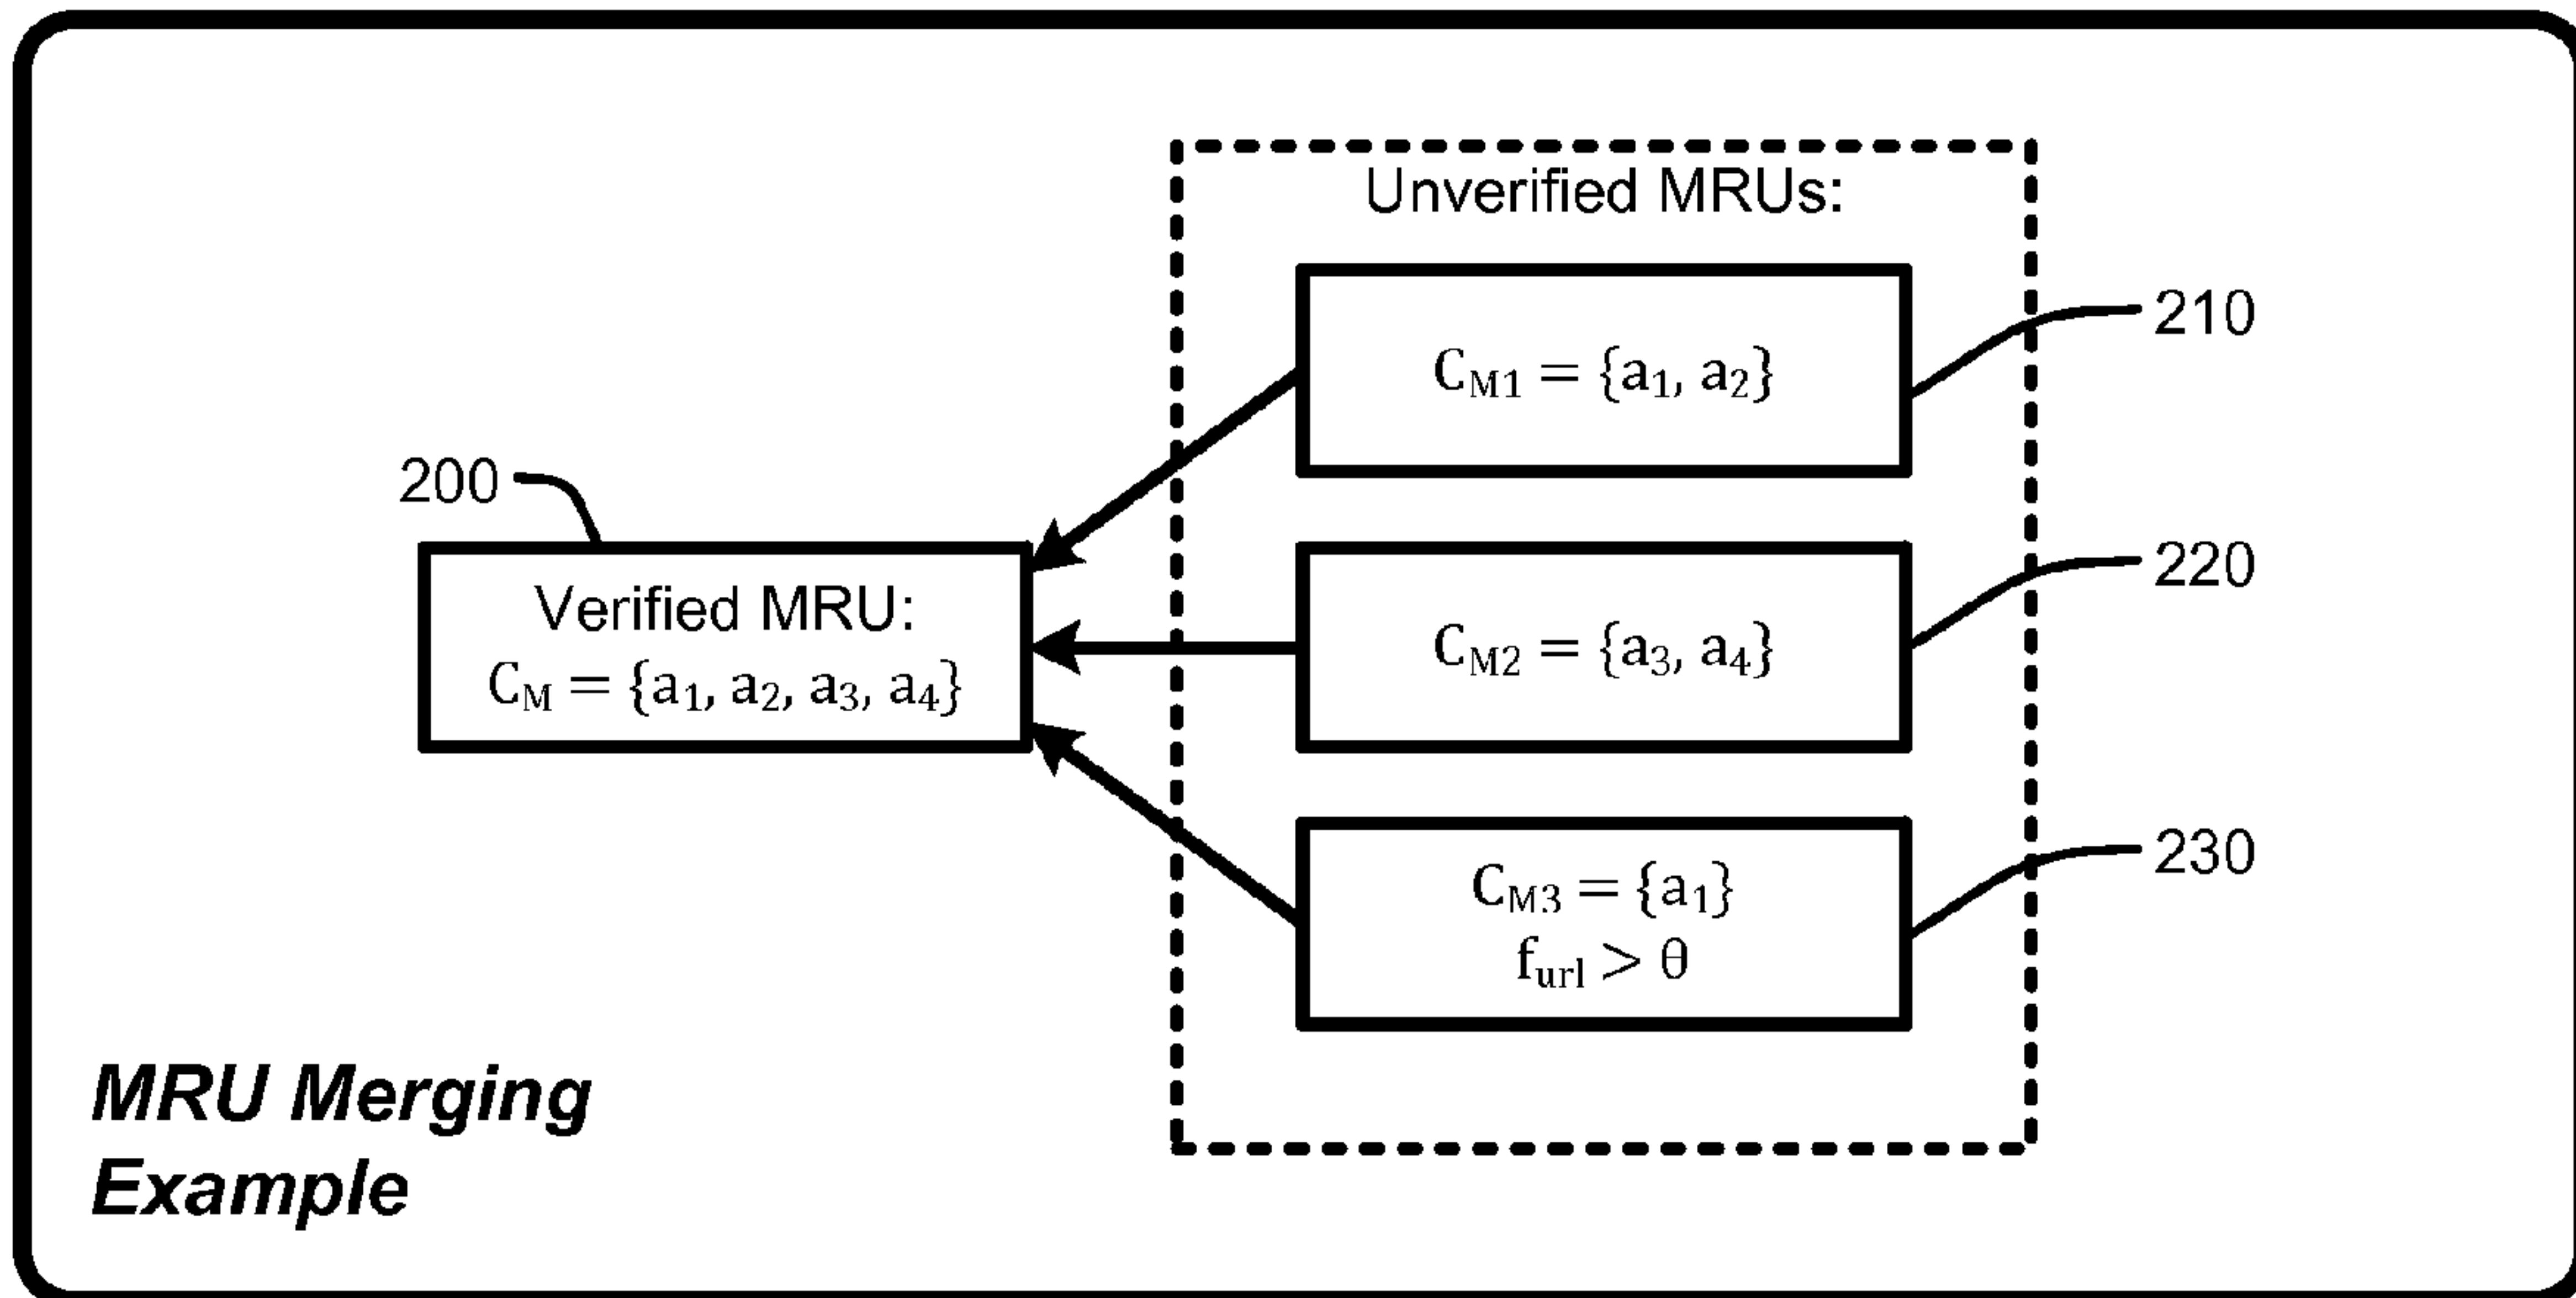 Unverified MRUs:
C_M1 = {a_1, a_2}
210
200
Verified MRU:
C_M = {a_1, a_2, a_3, a_4}
C_M2 = {a_3, a_4}
220
C_M3 = {a_1}
f_url > θ
230
MRU Merging
Example